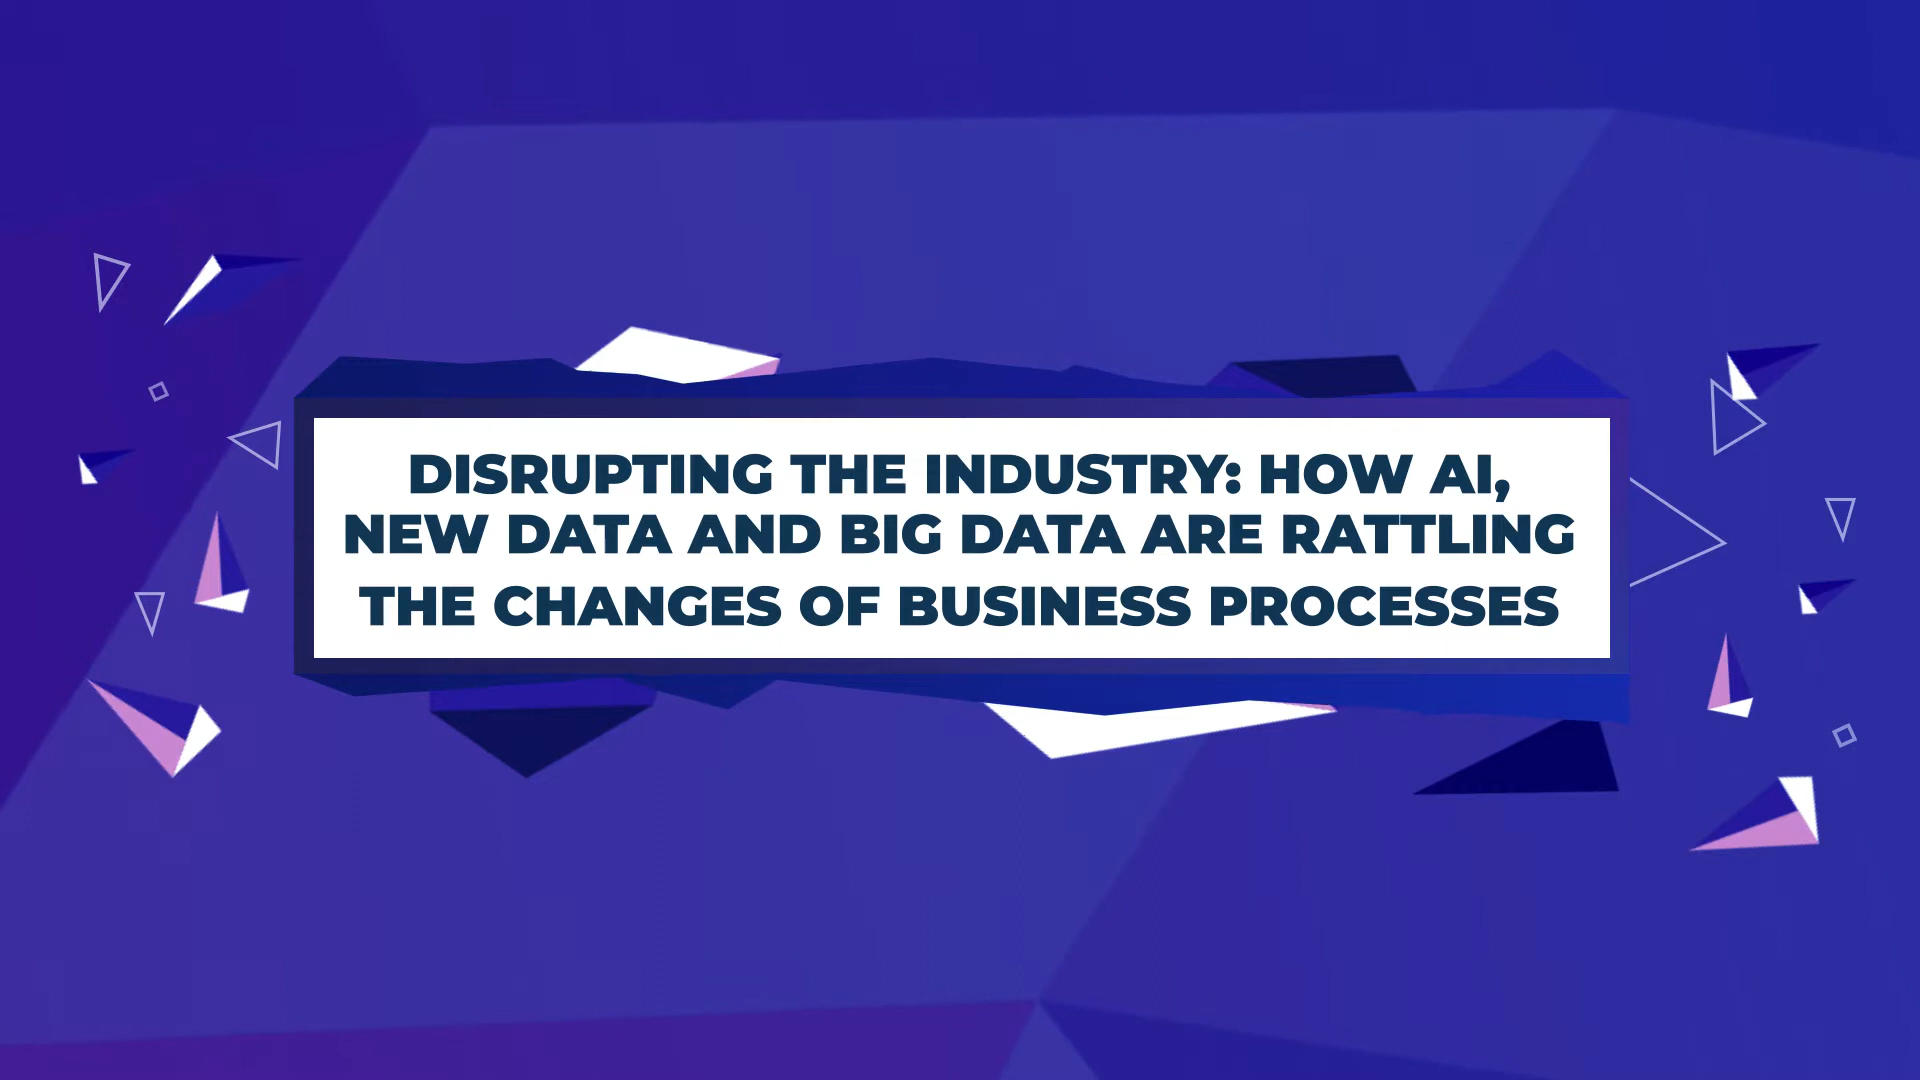 DISRUPTING THE INDUSTRY: HOW AI,
NEW DATA AND BIG DATA ARE RATTLING
THE CHANGES OF BUSINESS PROCESSES